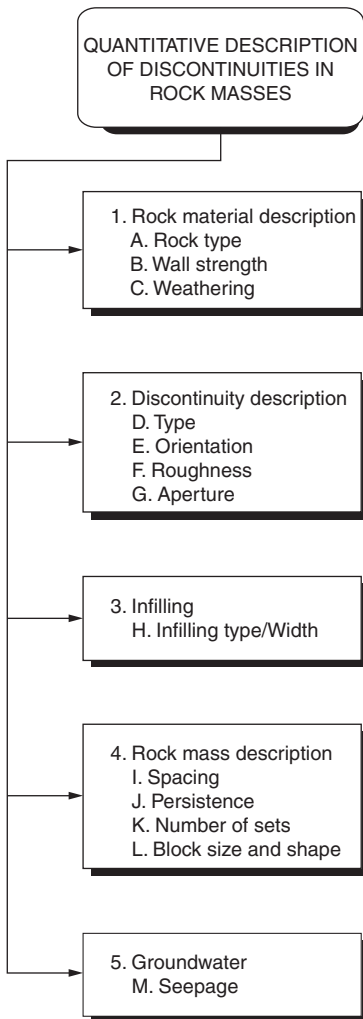 QUANTITATIVE DESCRIPTION
OF DISCONTINUITIES IN
ROCK MASSES
1. Rock material description
A. Rock type
B. Wall strength
C. Weathering
2. Discontinuity description
D. Type
E. Orientation
F. Roughness
G. Aperture
3. Infilling
H. Infilling type/Width
4. Rock mass description
I. Spacing
J. Persistence
K. Number of sets
L. Block size and shape
5. Groundwater
M. Seepage